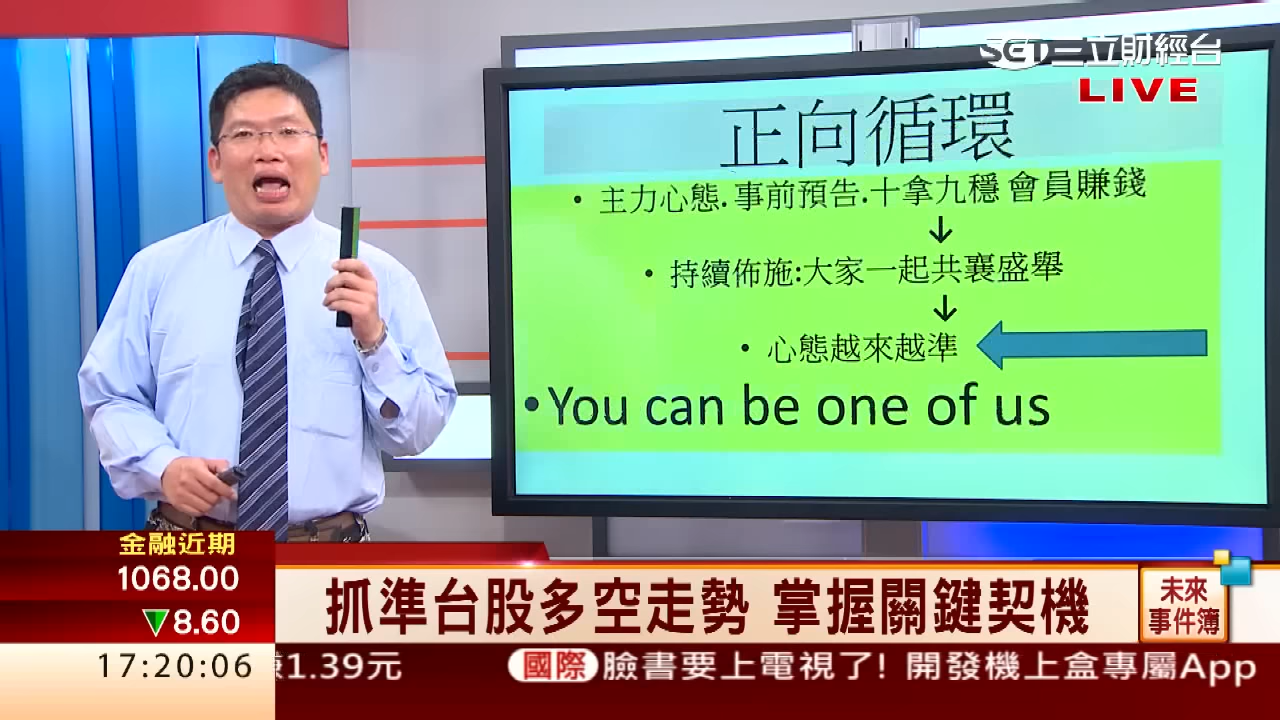 SET三立財經台
LIVE
正向循環
• 主力心態.事前預告.十拿九穩 會員賺錢
↓
• 持續佈施:大家一起共襄盛舉
↓
• 心態越來越準
• You can be one of us
金融近期
1068.00
▼8.60
抓準台股多空走勢 掌握關鍵契機
未來
事件簿
17:20:06
1.39元 國際 臉書要上電視了! 開發機上盒專屬App